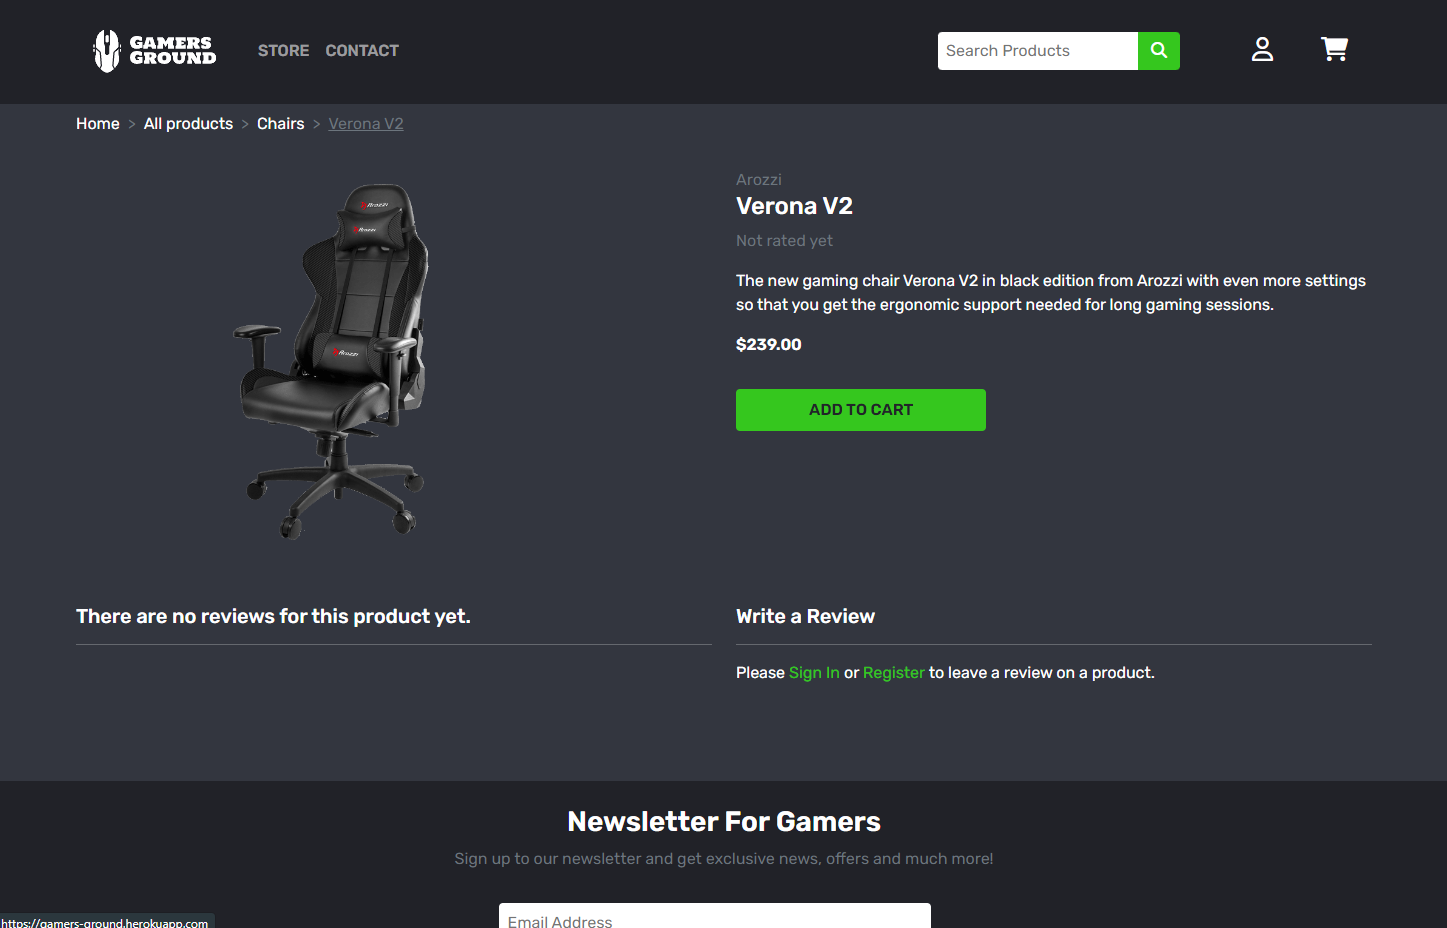 GAMERS
GROUND
STORE CONTACT
Search Products
Home > All products > Chairs > Verona V2
Arozzi
Arozzi
Arozzi
Arozzi
Verona V2
Not rated yet
The new gaming chair Verona V2 in black edition from Arozzi with even more settings
so that you get the ergonomic support needed for long gaming sessions.
$239.00
ADD TO CART
There are no reviews for this product yet.
Write a Review
Please Sign In or Register to leave a review on a product.
Newsletter For Gamers
Sign up to our newsletter and get exclusive news, offers and much more!
Email Address
https://gamers-ground.herokuapp.com